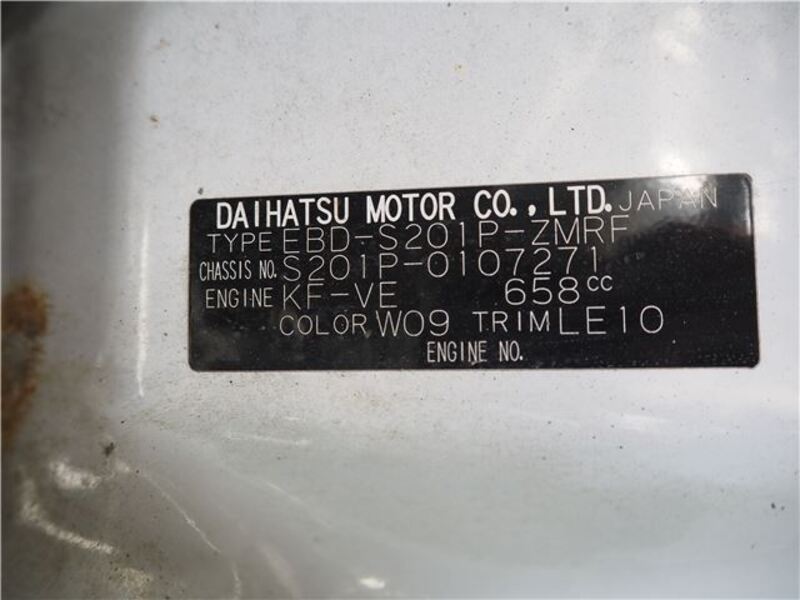 DAIHATSU MOTOR CO., LTD. JAPAN
TYPE EBD-S201P-ZMRF
CHASSIS NO. S201P-0107271
ENGINE KF-VE 658cc
COLOR W09 TRIM LE10
ENGINE NO.